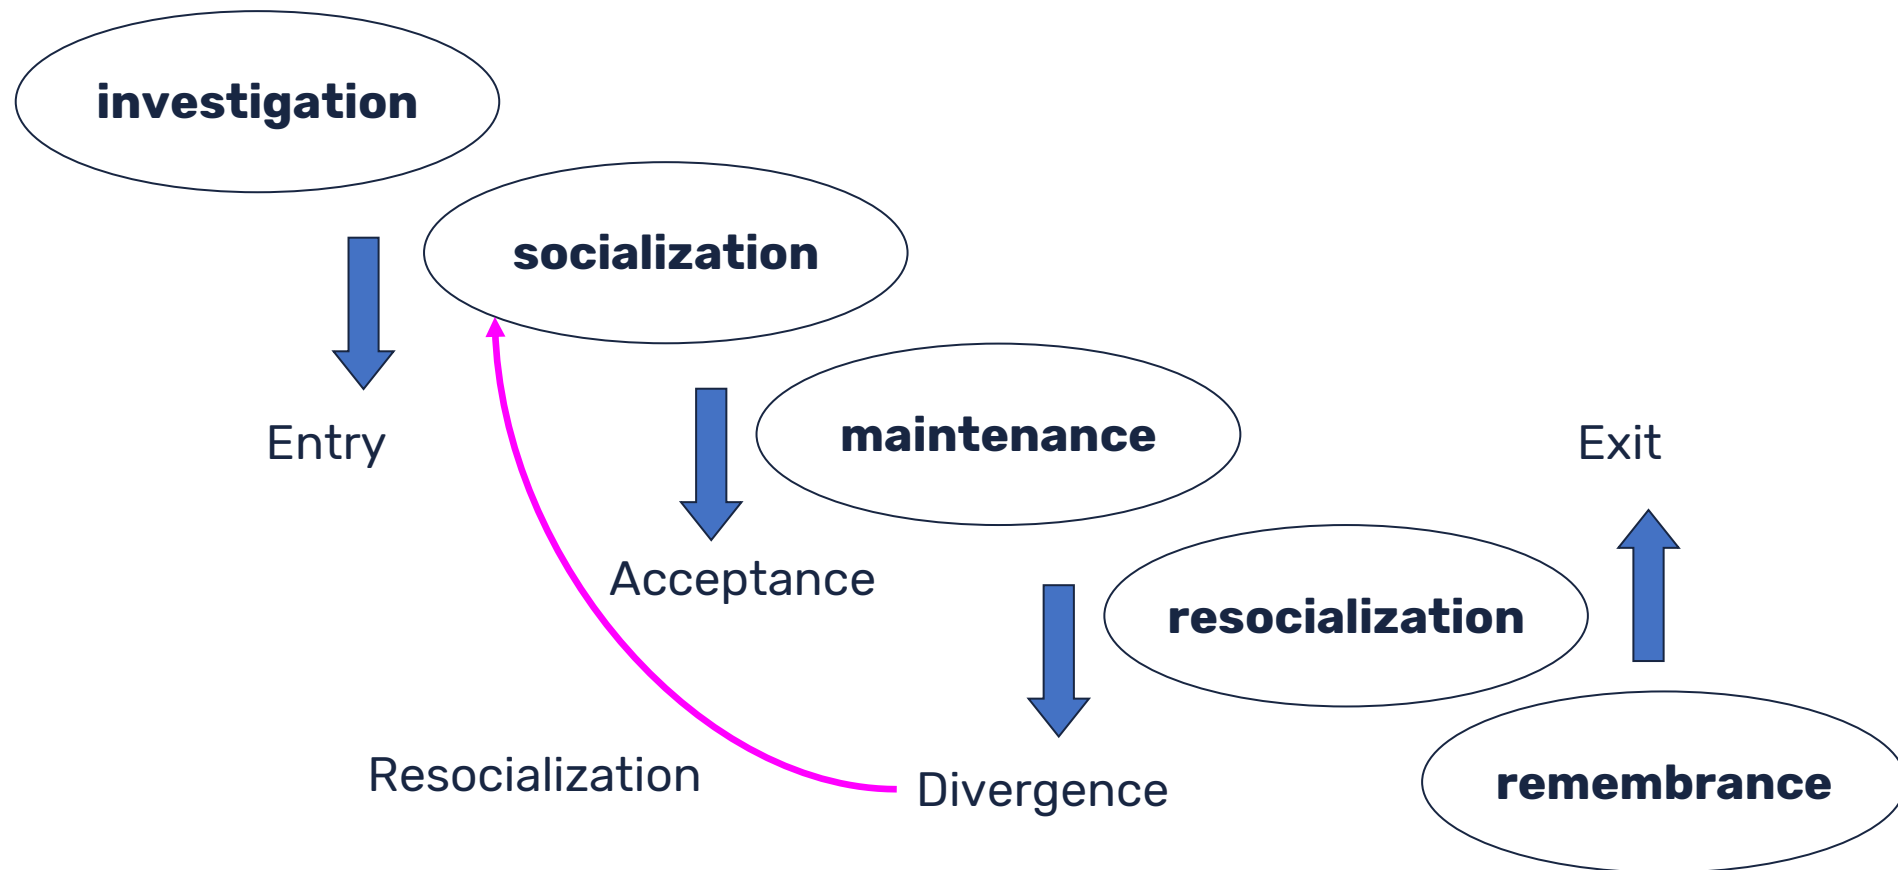 investigation
socialization
maintenance
Entry
Exit
Acceptance
resocialization
Resocialization
Divergence
remembrance